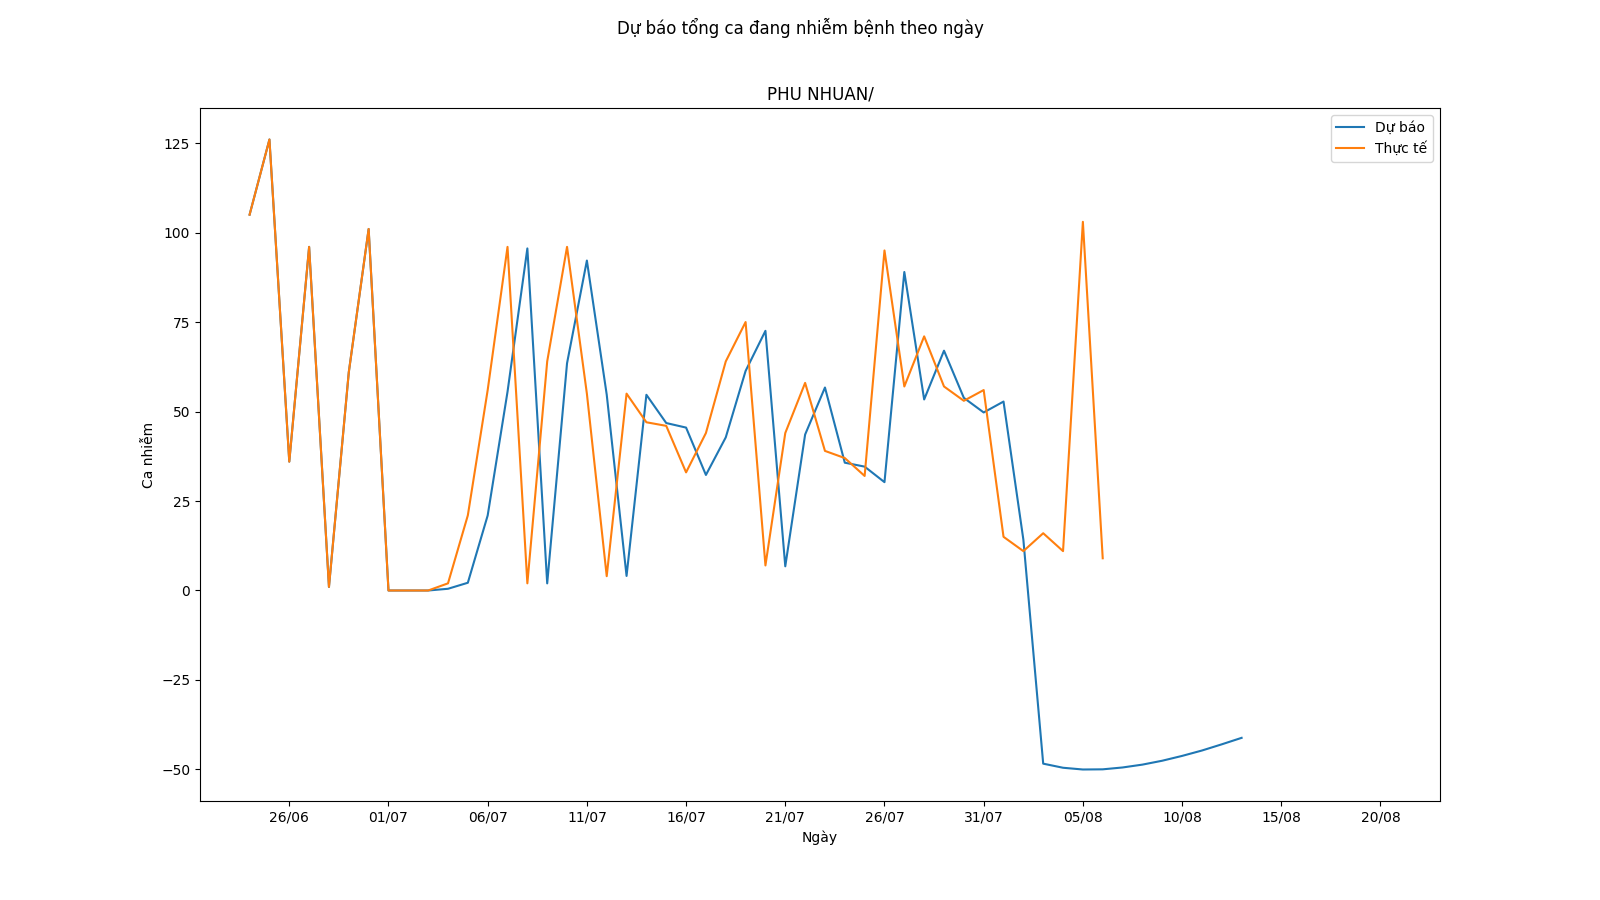 Dự báo tổng ca đang nhiễm bệnh theo ngày
PHU NHUAN/
Dự báo
Thực tế
125
100
75
50
25
0
−25
−50
Ca nhiễm
26/06 01/07 06/07 11/07 16/07 21/07 26/07 31/07 05/08 10/08 15/08 20/08
Ngày